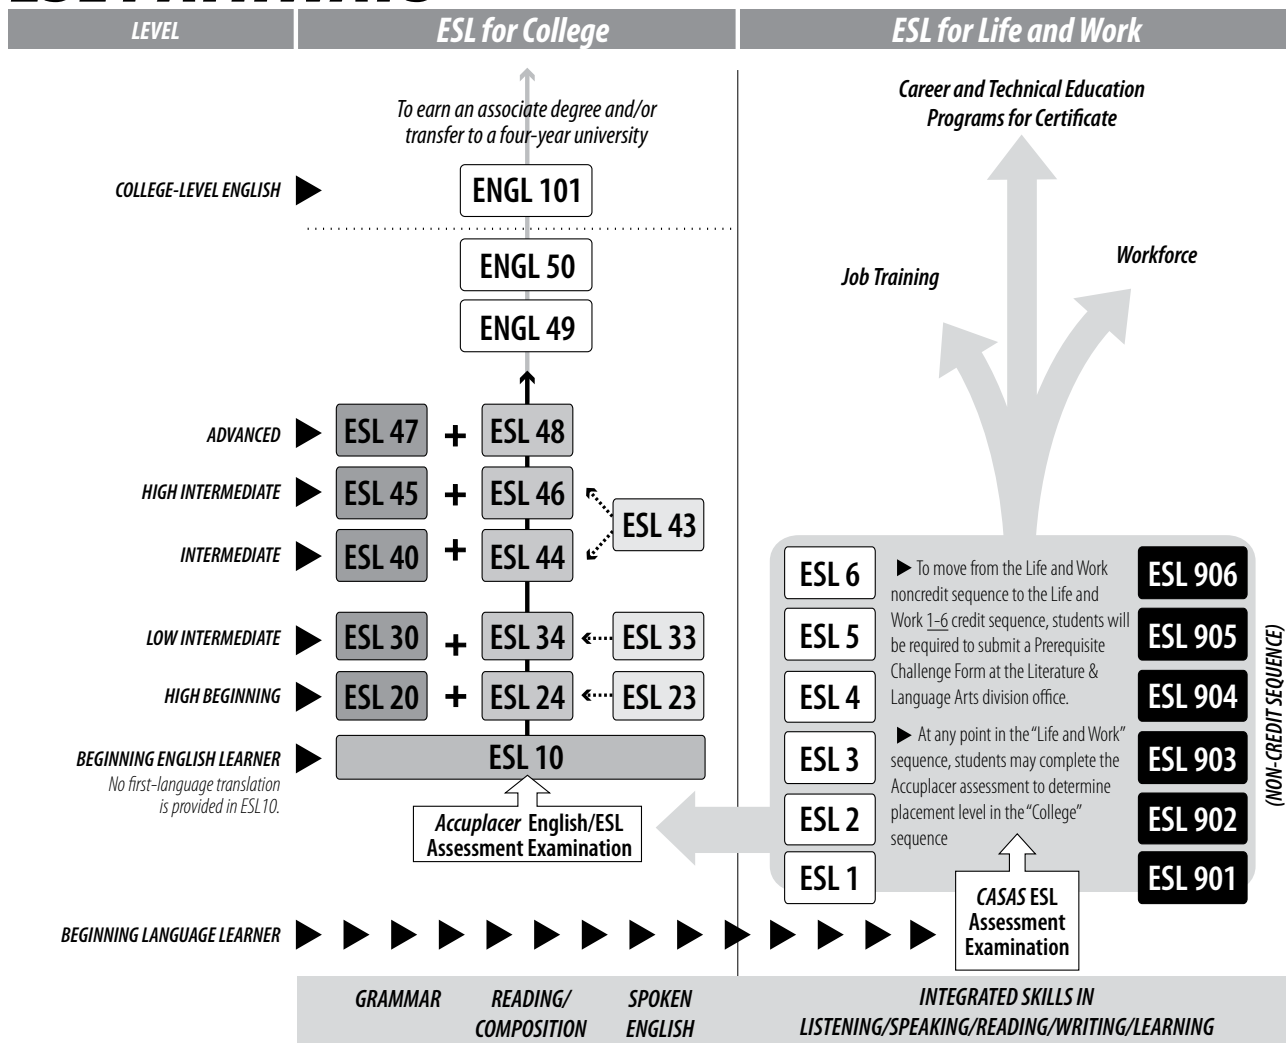 LEVEL
ESL for College
ESL for Life and Work
To earn an associate degree and/or
transfer to a four-year university
COLLEGE-LEVEL ENGLISH
ENGL 101
ENGL 50
ENGL 49
ADVANCED
ESL 47 + ESL 48
HIGH INTERMEDIATE
ESL 45 + ESL 46
ESL 43
INTERMEDIATE
ESL 40 + ESL 44
LOW INTERMEDIATE
ESL 30 + ESL 34
ESL 33
HIGH BEGINNING
ESL 20 + ESL 24
ESL 23
BEGINNING ENGLISH LEARNER
No first-language translation
is provided in ESL10.
ESL 10
Accuplacer English/ESL
Assessment Examination
BEGINNING LANGUAGE LEARNER
GRAMMAR
READING/
COMPOSITION
SPOKEN
ENGLISH
Career and Technical Education
Programs for Certificate
Job Training
Workforce
ESL 6
ESL 5
ESL 4
ESL 3
ESL 2
ESL 1
To move from the Life and Work
noncredit sequence to the Life and
Work 1-6 credit sequence, students will
be required to submit a Prerequisite
Challenge Form at the Literature &
Language Arts division office.
At any point in the "Life and Work"
sequence, students may complete the
Accuplacer assessment to determine
placement level in the "College"
sequence
ESL 906
ESL 905
ESL 904
ESL 903
ESL 902
ESL 901
(NON-CREDIT SEQUENCE)
CASAS ESL
Assessment
Examination
INTEGRATED SKILLS IN
LISTENING/SPEAKING/READING/WRITING/LEARNING